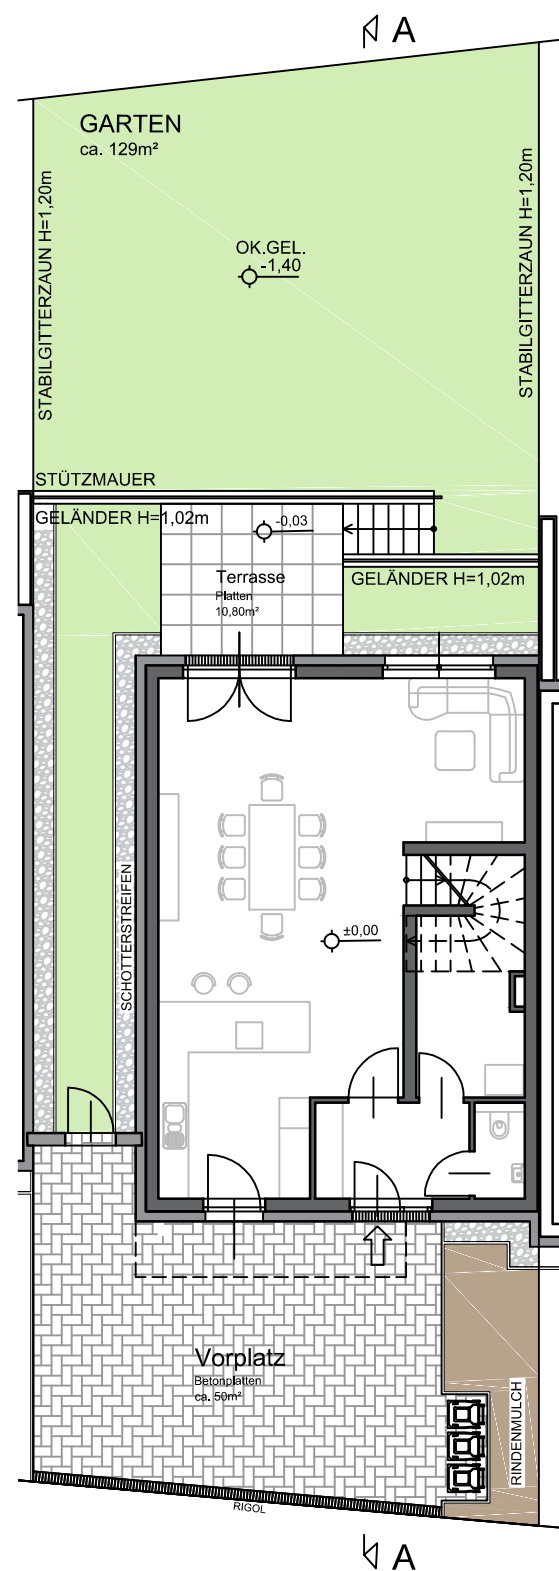 A
GARTEN
ca. 129m²
STABILGITTERZAUN H=1,20m
STABILGITTERZAUN H=1,20m
OK.GEL.
-1,40
STÜTZMAUER
GELÄNDER H=1,02m
-0,03
Terrasse
Platten
10,80m²
GELÄNDER H=1,02m
SCHOTTERSTREIFEN
±0,00
Vorplatz
Betonplatten
ca. 50m²
RINDENMULCH
RIGOL
A